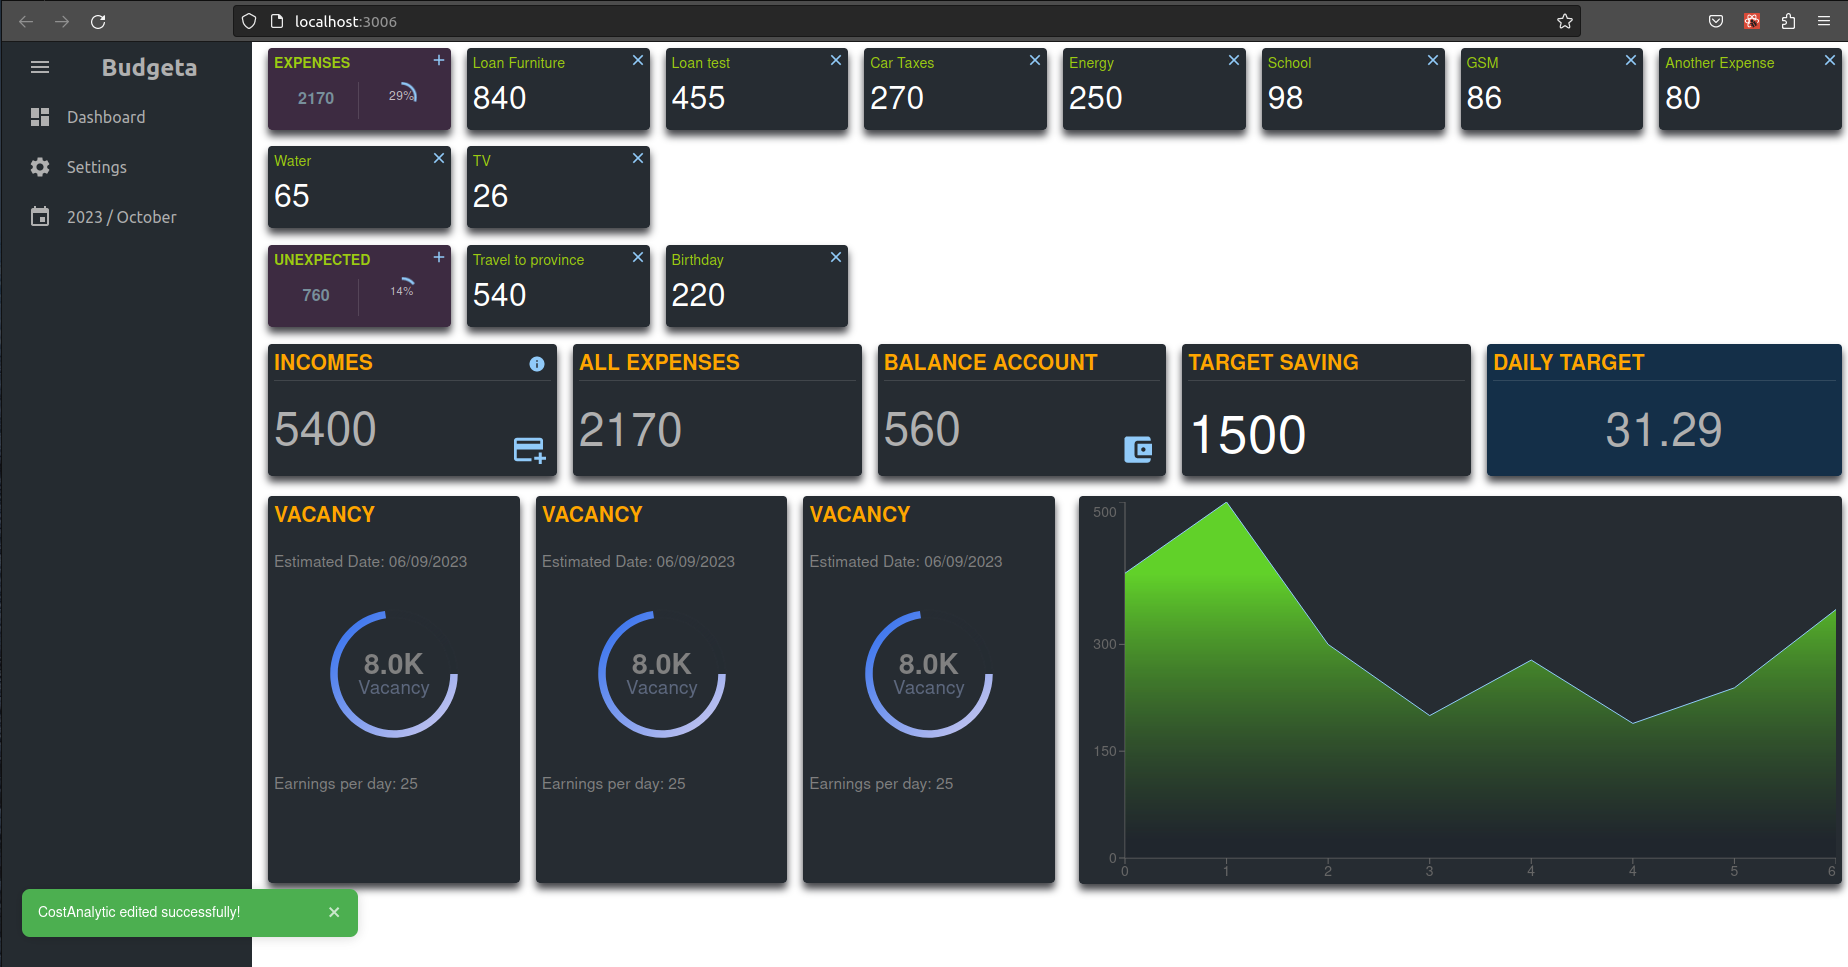 localhost:3006
Budgeta
Dashboard
Settings
2023 / October
EXPENSES
2170
29%
Loan Furniture
840
Loan test
455
Car Taxes
270
Energy
250
School
98
GSM
86
Another Expense
80
Water
65
TV
26
UNEXPECTED
760
14%
Travel to province
540
Birthday
220
INCOMES
5400
ALL EXPENSES
2170
BALANCE ACCOUNT
560
TARGET SAVING
1500
DAILY TARGET
31.29
VACANCY
Estimated Date: 06/09/2023
8.0K
Vacancy
Earnings per day: 25
VACANCY
Estimated Date: 06/09/2023
8.0K
Vacancy
Earnings per day: 25
VACANCY
Estimated Date: 06/09/2023
8.0K
Vacancy
Earnings per day: 25
500
300
150
0
0 1 2 3 4 4 5 6
CostAnalytic edited successfully!